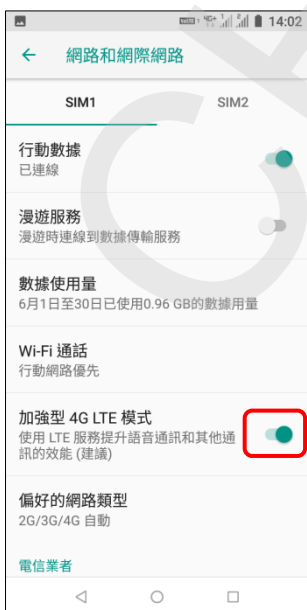 14:02
網路和網際網路
SIM1 SIM2
行動數據
已連線
漫遊服務
漫遊時連線到數據傳輸服務
數據使用量
6月1日至30日已使用0.96 GB的數據用量
Wi-Fi 通話
行動網路優先
加強型 4G LTE 模式
使用 LTE 服務提升語音通訊和其他通
訊的效能 (建議)
偏好的網路類型
2G/3G/4G 自動
電信業者